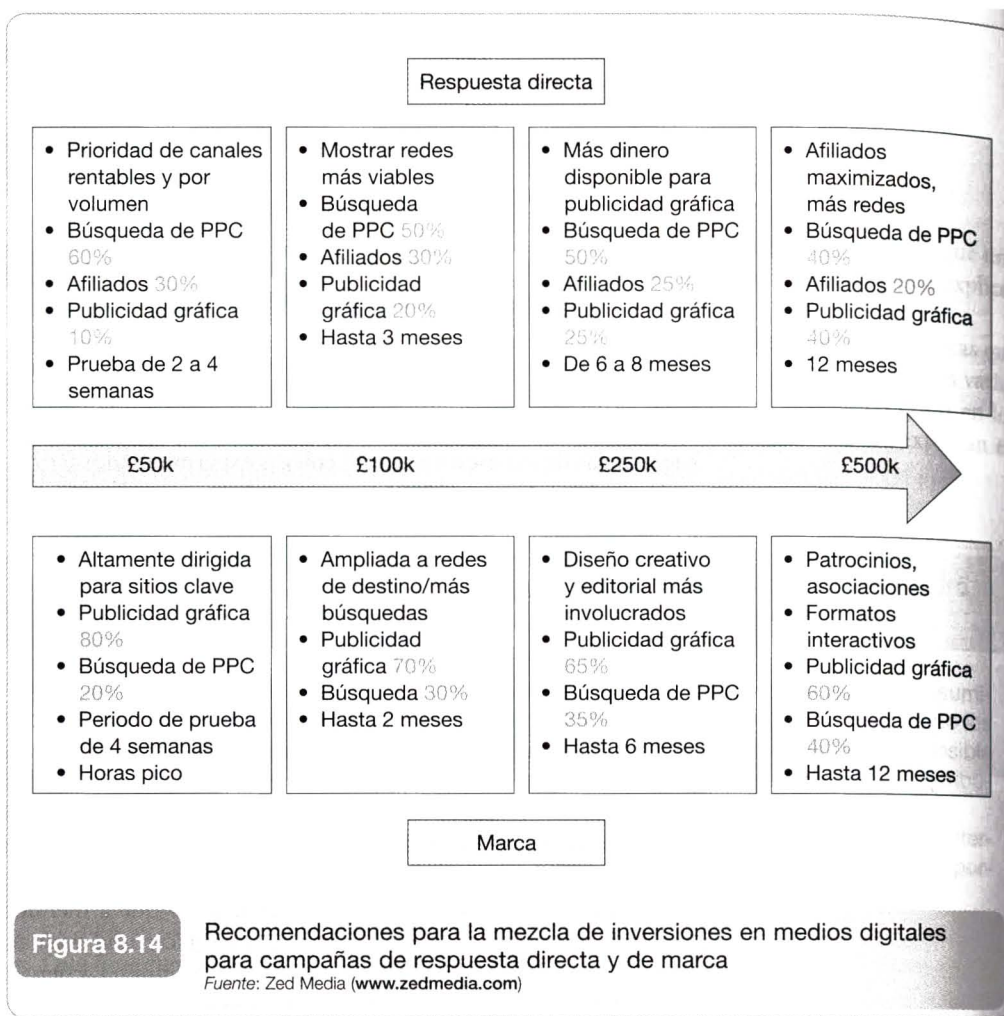 Respuesta directa
• Prioridad de canales
rentables y por
volumen
• Búsqueda de PPC
60%
• Afiliados 30%
• Publicidad gráfica
10%
• Prueba de 2 a 4
semanas
• Mostrar redes
más viables
• Búsqueda
de PPC 50%
• Afiliados 30%
• Publicidad
gráfica 20%
• Hasta 3 meses
• Más dinero
disponible para
publicidad gráfica
• Búsqueda de PPC
50%
• Afiliados 25%
• Publicidad gráfica
25%
• De 6 a 8 meses
• Afiliados
maximizados,
más redes
• Búsqueda de PPC
40%
• Afiliados 20%
• Publicidad gráfica
40%
• 12 meses
£50k £100k £250k £500k
• Altamente dirigida
para sitios clave
• Publicidad gráfica
80%
• Búsqueda de PPC
20%
• Periodo de prueba
de 4 semanas
• Horas pico
• Ampliada a redes
de destino/más
búsquedas
• Publicidad
gráfica 70%
• Búsqueda 30%
• Hasta 2 meses
• Diseño creativo
y editorial más
involucrados
• Publicidad gráfica
65%
• Búsqueda de PPC
35%
• Hasta 6 meses
• Patrocinios,
asociaciones
• Formatos
interactivos
• Publicidad gráfica
60%
• Búsqueda de PPC
40%
• Hasta 12 meses
Marca
Figura 8.14
Recomendaciones para la mezcla de inversiones en medios digitales
para campañas de respuesta directa y de marca
Fuente: Zed Media (www.zedmedia.com)